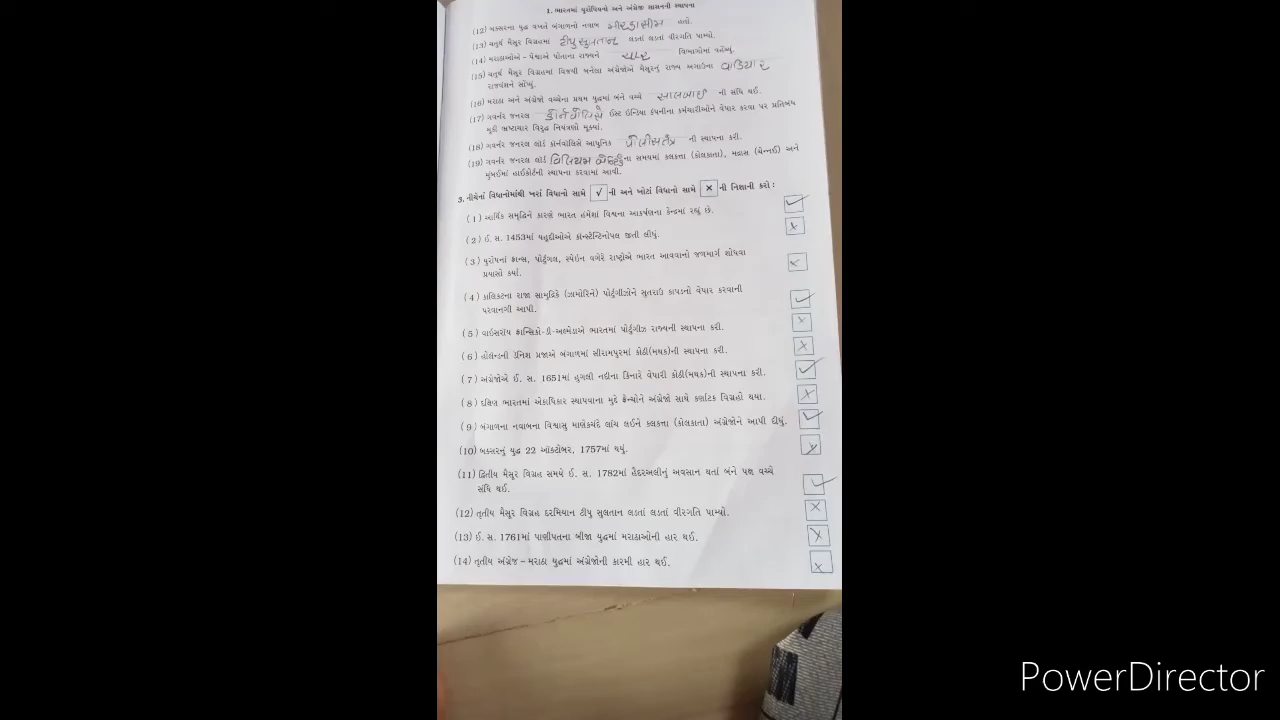 1. ભારતમાં યુરોપિયનો અને અંગ્રેજી શાસનની સ્થાપના
(12) બક્સરના યુદ્ધ વખતે બંગાળનો નવાબ મીરકાસીમ હતો.
(13) ચતુર્થ મૈસૂર વિગ્રહમાં ટીપુ સુલતાન લડતાં લડતાં વીરગતિ પામ્યો.
(14) મરાઠાઓએ - પેશ્વાએ પોતાના રાજ્યને ચાર વિભાગોમાં વહેંચ્યું.
(15) ચતુર્થ મૈસૂર વિગ્રહમાં વિજયી બનેલા અંગ્રેજોએ મૈસૂરનું રાજ્ય અગાઉના વાડિયાર
રાજવંશને સોંપ્યું.
(16) મરાઠા અને અંગ્રેજો વચ્ચેના પ્રથમ યુદ્ધમાં બંને વચ્ચે સાલબાઈ ની સંધિ થઈ.
(17) ગવર્નર જનરલ કોર્નવોલિસે ઈસ્ટ ઇન્ડિયા કંપનીના કર્મચારીઓને વેપાર કરવા પર પ્રતિબંધ
મૂકી ભ્રષ્ટાચાર વિરુદ્ધ નિયંત્રણો મૂક્યાં.
(18) ગવર્નર જનરલ લૉર્ડ કૉર્નવૉલિસે આધુનિક પોલીસતંત્ર ની સ્થાપના કરી.
(19) ગવર્નર જનરલ લૉર્ડ વિલિયમ બેન્ટિકના સમયમાં કલકત્તા (કોલકાતા), મદ્રાસ (ચેન્નઈ) અને
મુંબઈમાં હાઈકોર્ટની સ્થાપના કરવામાં આવી.
3. નીચેનાં વિધાનોમાંથી ખરાં વિધાનો સામે ✓ ની અને ખોટાં વિધાનો સામે × ની નિશાની કરો :
(1) આર્થિક સમૃદ્ધિને કારણે ભારત હંમેશાં વિશ્વના આકર્ષણના કેન્દ્રમાં રહ્યું છે. ✓
(2) ઈ. સ. 1453માં યહૂદીઓએ કૉન્સ્ટેન્ટિનોપલ જીતી લીધું. ×
(3) યુરોપનાં ફ્રાન્સ, પોર્ટુગલ, સ્પેઇન વગેરે રાષ્ટ્રોએ ભારત આવવાનો જળમાર્ગ શોધવા
પ્રયાસો કર્યા. ×
(4) કાલિકટના રાજા સામુદ્રિકે (ઝામોરિને) પોર્ટુગીઝોને સુતરાઉ કાપડનો વેપાર કરવાની
પરવાનગી આપી. ✓
(5) વાઇસરૉય ફ્રાન્સિકો-ડી-અલ્મેડાએ ભારતમાં પોર્ટુગીઝ રાજ્યની સ્થાપના કરી. ×
(6) હોલૅન્ડની ડેનિશ પ્રજાએ બંગાળમાં સીરામપુરમાં કોઠી(મથક)ની સ્થાપના કરી. ×
(7) અંગ્રેજોએ ઈ. સ. 1651માં હુગલી નદીના કિનારે વેપારી કોઠી(મથક)ની સ્થાપના કરી. ✓
(8) દક્ષિણ ભારતમાં એકાધિકાર સ્થાપવાના મુદ્દે ફ્રેન્ચોને અંગ્રેજો સાથે કર્ણાટક વિગ્રહો થયા. ×
(9) બંગાળના નવાબના વિશ્વાસુ માણેકચંદે લાંચ લઈને કલકત્તા (કોલકાતા) અંગ્રેજોને આપી દીધું. ✓
(10) બક્સરનું યુદ્ધ 22 ઑક્ટોબર, 1757માં થયું. ×
(11) દ્વિતીય મૈસૂર વિગ્રહ સમયે ઈ. સ. 1782માં હૈદરઅલીનું અવસાન થતાં બંને પક્ષ વચ્ચે
સંધિ થઈ. ✓
(12) તૃતીય મૈસૂર વિગ્રહ દરમિયાન ટીપુ સુલતાન લડતાં લડતાં વીરગતિ પામ્યો. ×
(13) ઈ. સ. 1761માં પાણીપતના બીજા યુદ્ધમાં મરાઠાઓની હાર થઈ. ×
(14) તૃતીય અંગ્રેજ – મરાઠા યુદ્ધમાં અંગ્રેજોની કારમી હાર થઈ. ×
PowerDirector